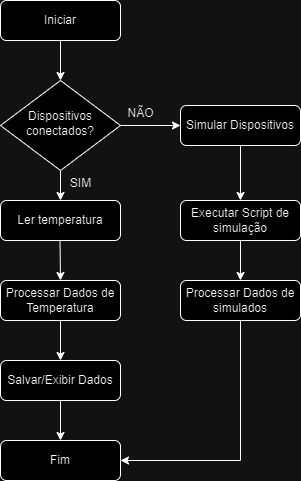 Iniciar
Dispositivos
conectados?
NÃO
Simular Dispositivos
SIM
Ler temperatura
Executar Script de
simulação
Processar Dados de
Temperatura
Processar Dados de
simulados
Salvar/Exibir Dados
Fim